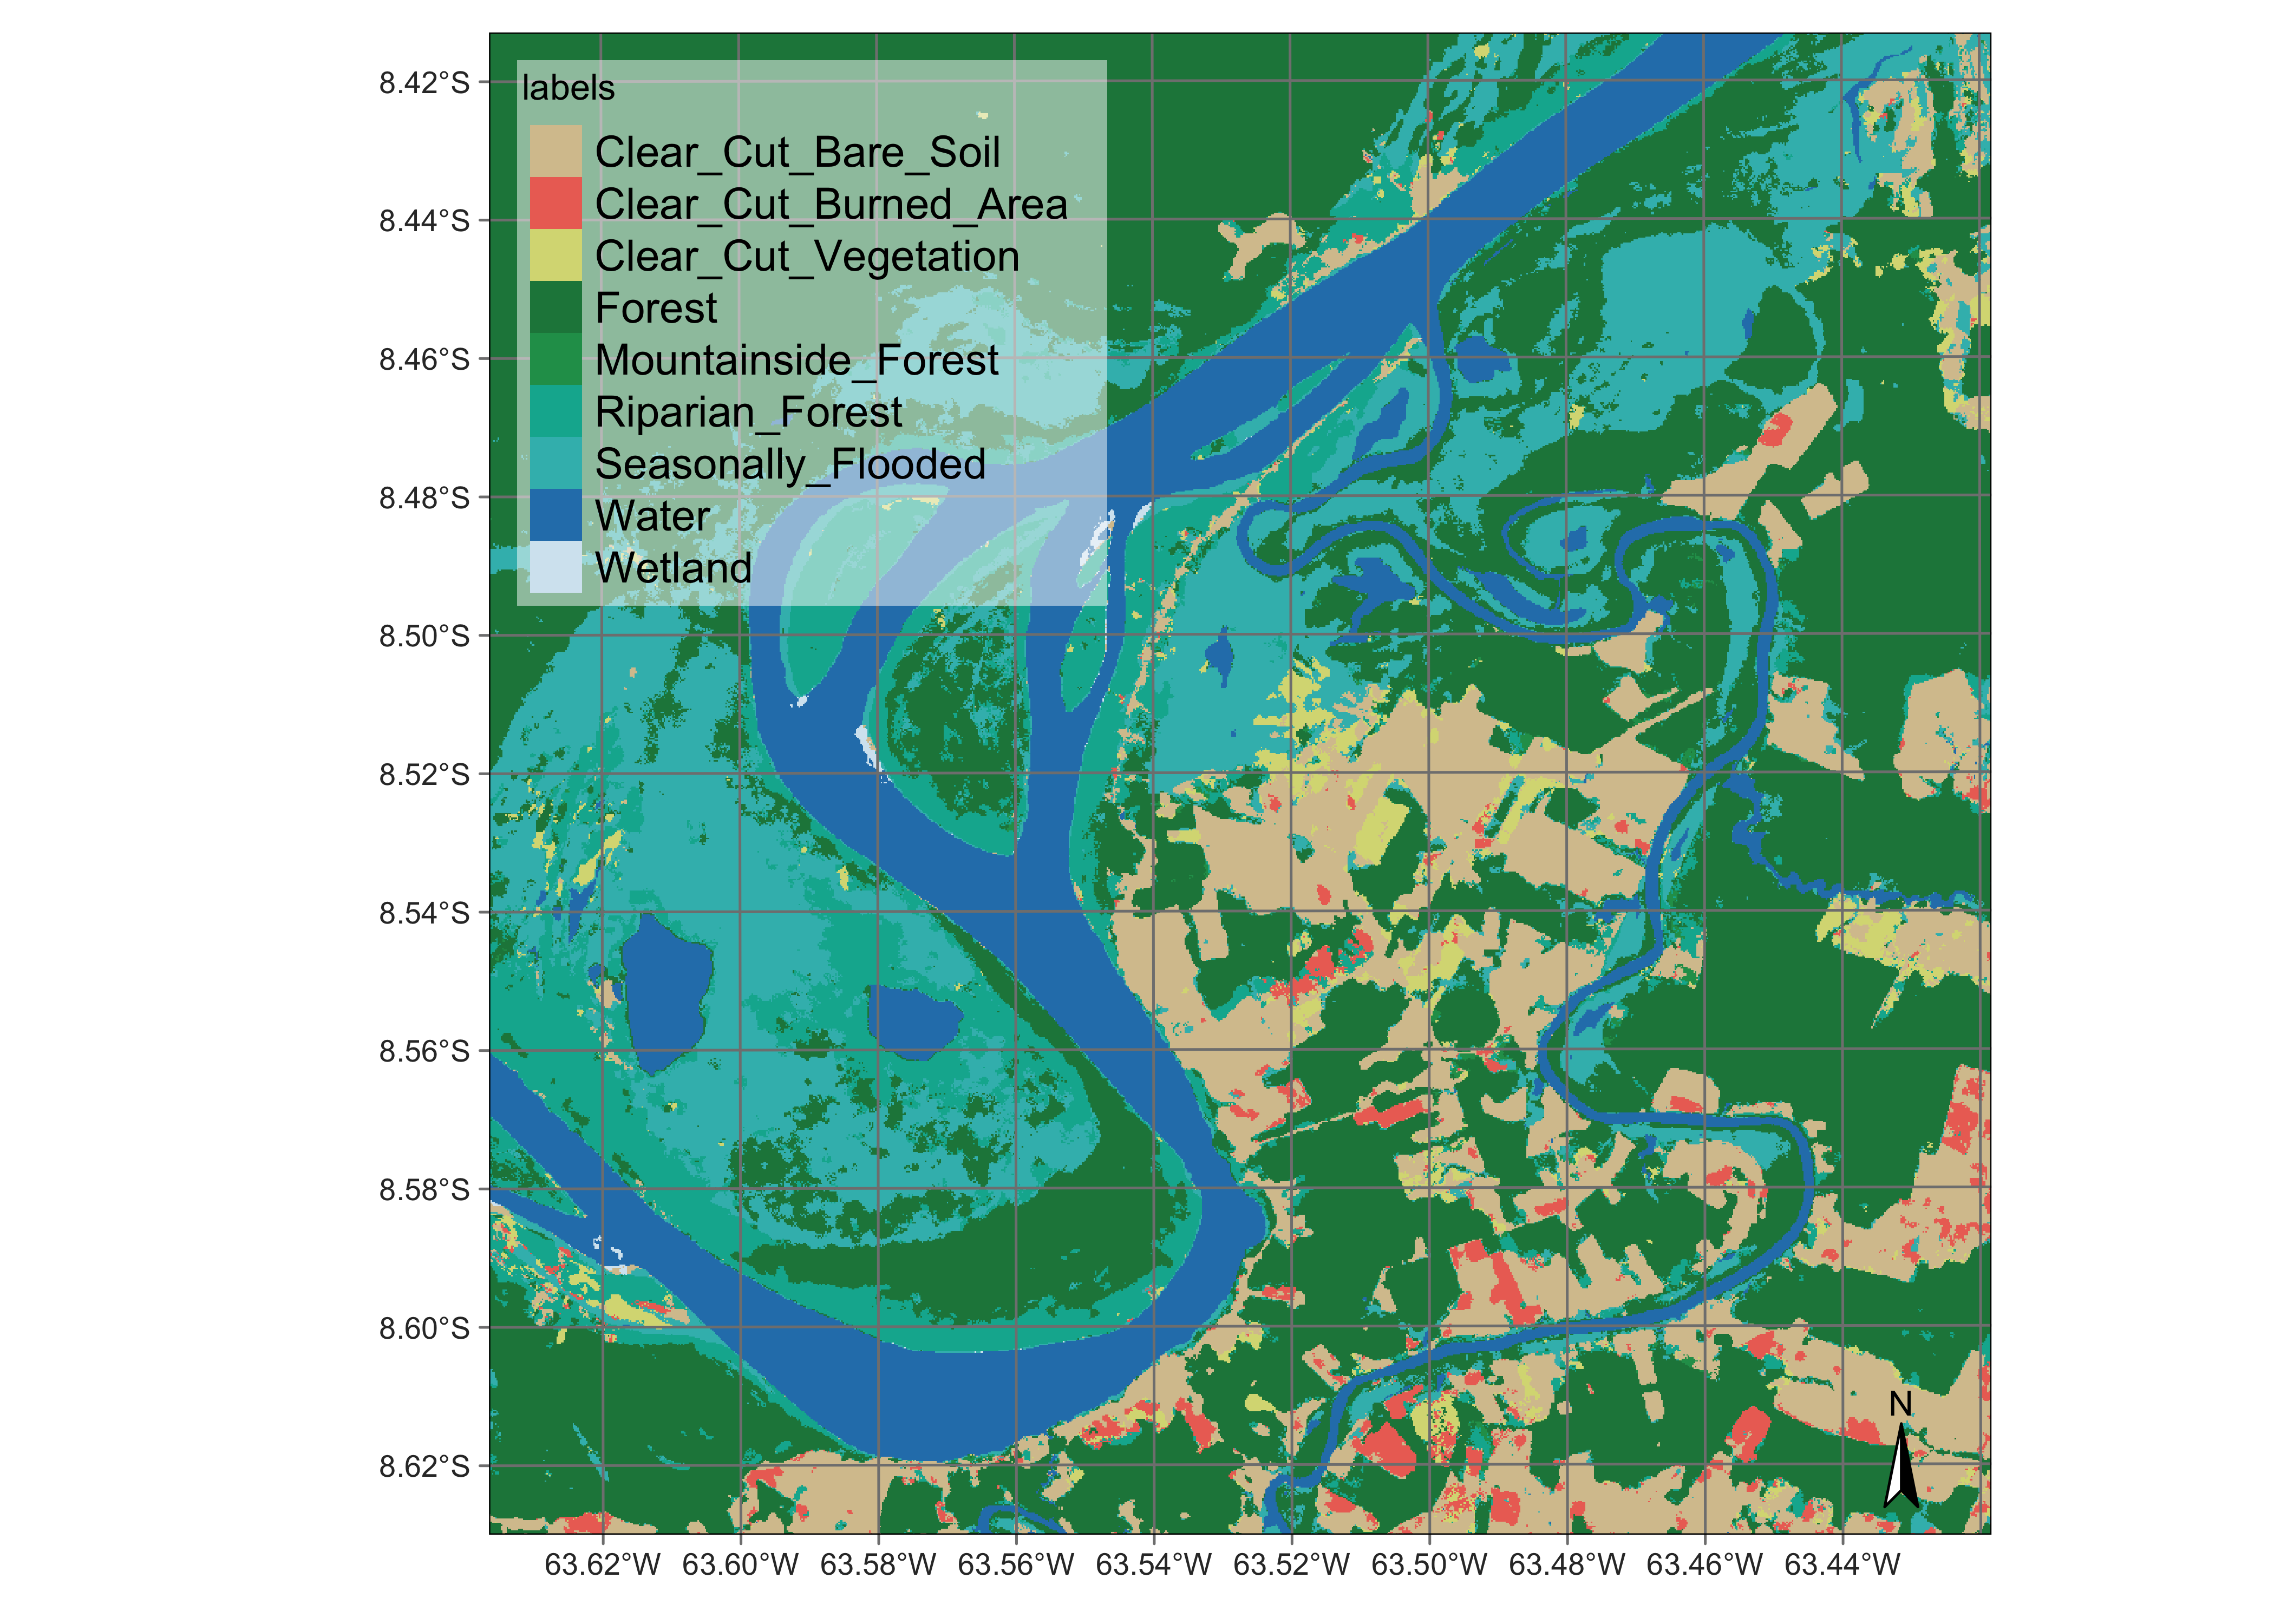 labels
Clear_Cut_Bare_Soil
Clear_Cut_Burned_Area
Clear_Cut_Vegetation
Forest
Mountainside_Forest
Riparian_Forest
Seasonally_Flooded
Water
Wetland
8.42°S
8.44°S
8.46°S
8.48°S
8.50°S
8.52°S
8.54°S
8.56°S
8.58°S
8.60°S
8.62°S
N
63.62°W 63.60°W 63.58°W 63.56°W 63.54°W 63.52°W 63.50°W 63.48°W 63.46°W 63.44°W